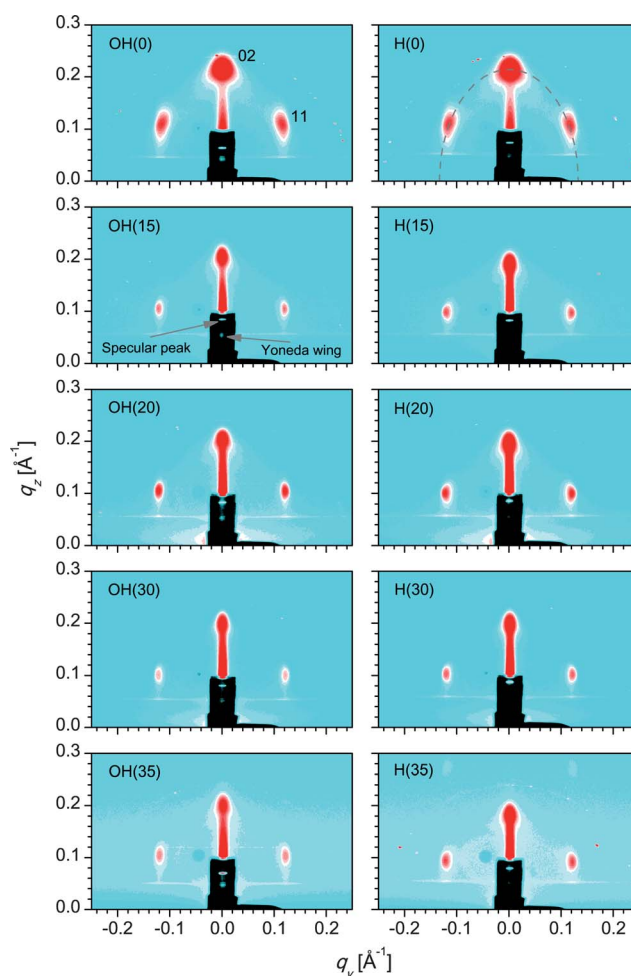 0.3
0.2
0.1
0.0
OH(0)
02
11
H(0)
0.3
0.2
0.1
0.0
OH(15)
Specular peak
Yoneda wing
H(15)
0.3
0.2
0.1
0.0
OH(20)
H(20)
q_z [Å⁻¹]
0.3
0.2
0.1
0.0
OH(30)
H(30)
0.3
0.2
0.1
0.0
OH(35)
H(35)
-0.2 -0.1 0.0 0.1 0.2 -0.2 -0.1 0.0 0.1 0.2
q_y [Å⁻¹]